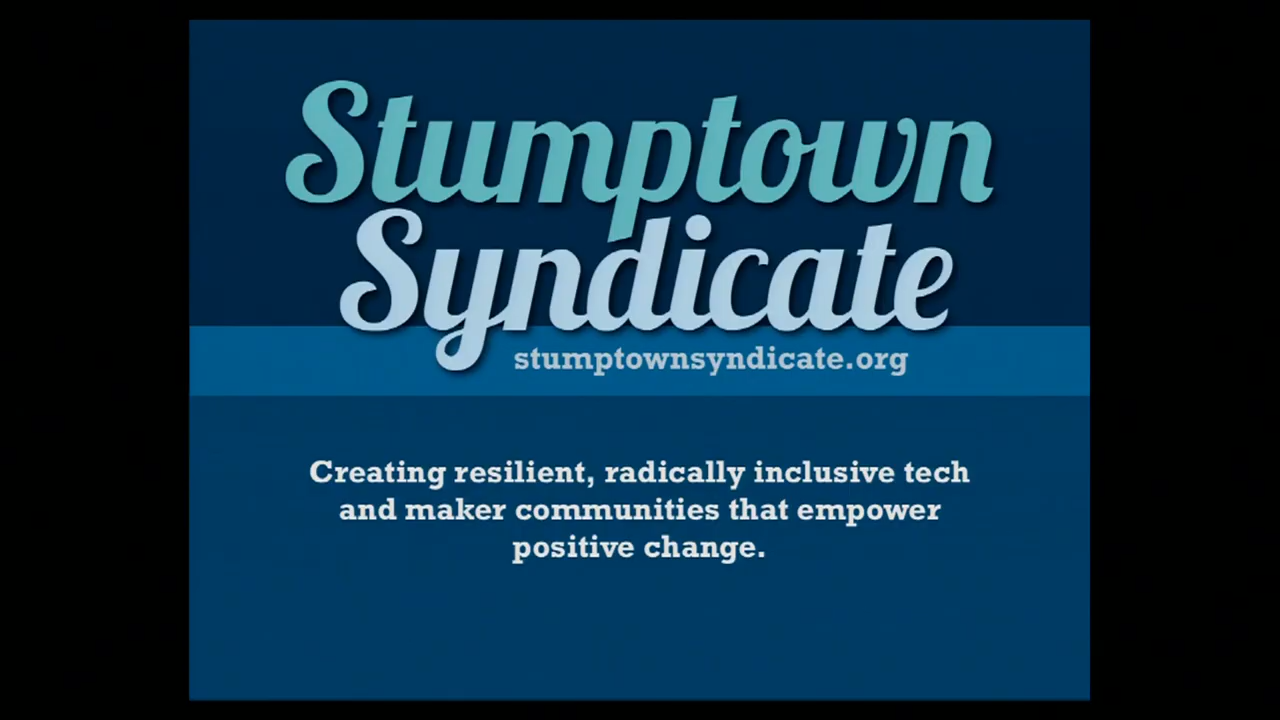 Stumptown
Syndicate
stumptownsyndicate.org
Creating resilient, radically inclusive tech
and maker communities that empower
positive change.